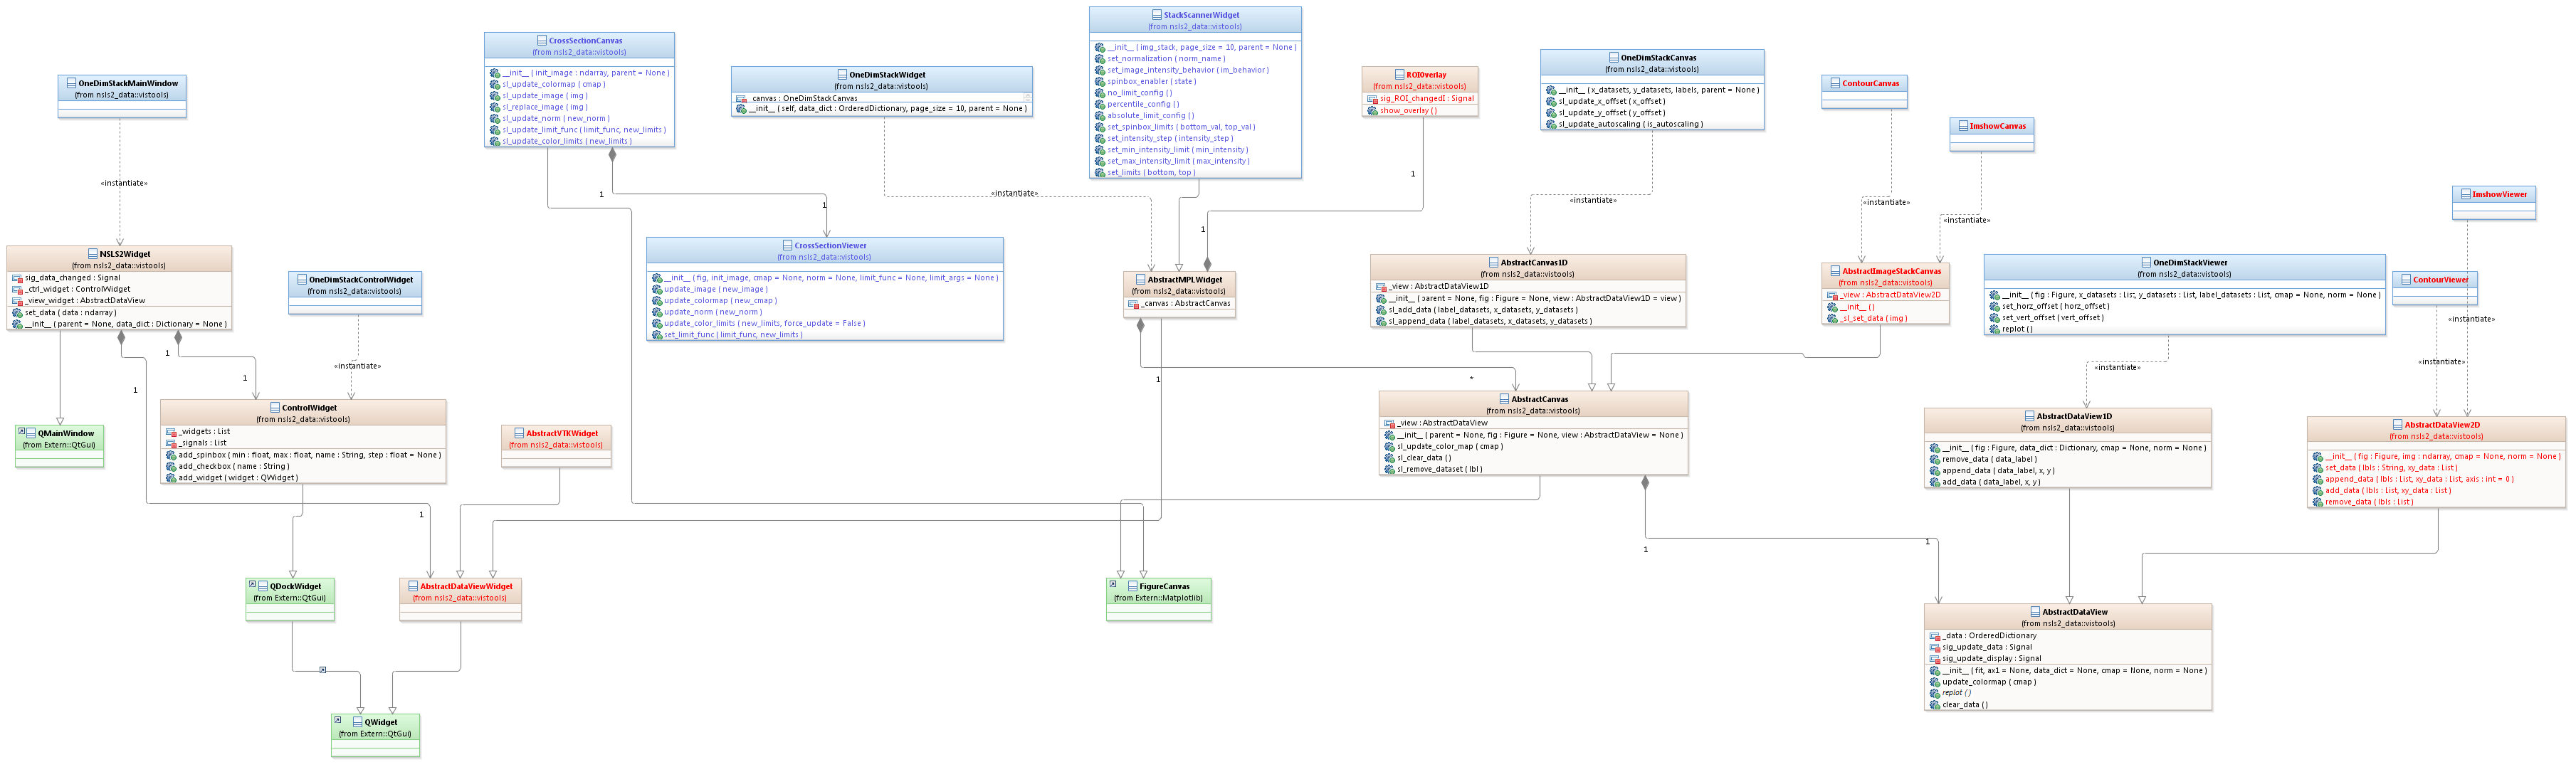 StackScannerWidget
(from nsls2_data::vistools)
__init__ ( img_stack, page_size = 10, parent = None )
set_normalization ( norm_name )
set_image_intensity_behavior ( im_behavior )
spinbox_enabler ( state )
no_limit_config ( )
percentile_config ( )
absolute_limit_config ( )
set_spinbox_limits ( bottom_val, top_val )
set_intensity_step ( intensity_step )
set_min_intensity_limit ( min_intensity )
set_max_intensity_limit ( max_intensity )
set_limits ( bottom, top )
CrossSectionCanvas
(from nsls2_data::vistools)
__init__ ( init_image : ndarray, parent = None )
sl_update_colormap ( cmap )
sl_update_image ( img )
sl_replace_image ( img )
sl_update_norm ( new_norm )
sl_update_limit_func ( limit_func, new_limits )
sl_update_color_limits ( new_limits )
OneDimStackMainWindow
(from nsls2_data::vistools)
OneDimStackWidget
(from nsls2_data::vistools)
_canvas : OneDimStackCanvas
__init__ ( self, data_dict : OrderedDictionary, page_size = 10, parent = None )
ROIOverlay
(from nsls2_data::vistools)
sig_ROI_changedI : Signal
show_overlay ( )
OneDimStackCanvas
(from nsls2_data::vistools)
__init__ ( x_datasets, y_datasets, labels, parent = None )
sl_update_x_offset ( x_offset )
sl_update_y_offset ( y_offset )
sl_update_autoscaling ( is_autoscaling )
ContourCanvas
ImshowCanvas
ImshowViewer
«instantiate»
1
1
«instantiate»
1
1
«instantiate»
«instantiate»
«instantiate»
NSLS2Widget
(from nsls2_data::vistools)
sig_data_changed : Signal
_ctrl_widget : ControlWidget
_view_widget : AbstractDataView
set_data ( data : ndarray )
__init__ ( parent = None, data_dict : Dictionary = None )
OneDimStackControlWidget
(from nsls2_data::vistools)
CrossSectionViewer
(from nsls2_data::vistools)
__init__ ( fig, init_image, cmap = None, norm = None, limit_func = None, limit_args = None )
update_image ( new_image )
update_colormap ( new_cmap )
update_norm ( new_norm )
update_color_limits ( new_limits, force_update = False )
set_limit_func ( limit_func, new_limits )
AbstractMPLWidget
(from nsls2_data::vistools)
_canvas : AbstractCanvas
AbstractCanvas1D
(from nsls2_data::vistools)
_view : AbstractDataView1D
__init__ ( parent = None, fig : Figure = None, view : AbstractDataView1D = view )
sl_add_data ( label_datasets, x_datasets, y_datasets )
sl_append_data ( label_datasets, x_datasets, y_datasets )
AbstractImageStackCanvas
(from nsls2_data::vistools)
_view : AbstractDataView2D
__init__ ( )
_sl_set_data ( img )
OneDimStackViewer
(from nsls2_data::vistools)
__init__ ( fig : Figure, x_datasets : List, y_datasets : List, label_datasets : List, cmap = None, norm = None )
set_horz_offset ( horz_offset )
set_vert_offset ( vert_offset )
replot ( )
ContourViewer
«instantiate»
«instantiate»
1
1
1
«instantiate»
1
*
«instantiate»
ControlWidget
(from nsls2_data::vistools)
_widgets : List
_signals : List
add_spinbox ( min : float, max : float, name : String, step : float = None )
add_checkbox ( name : String )
add_widget ( widget : QWidget )
QMainWindow
(from Extern::QtGui)
AbstractVTKWidget
(from nsls2_data::vistools)
AbstractCanvas
(from nsls2_data::vistools)
_view : AbstractDataView
__init__ ( parent = None, fig : Figure = None, view : AbstractDataView = None )
sl_update_color_map ( cmap )
sl_clear_data ( )
sl_remove_dataset ( lbl )
AbstractDataView1D
(from nsls2_data::vistools)
__init__ ( fig : Figure, data_dict : Dictionary, cmap = None, norm = None )
remove_data ( data_label )
append_data ( data_label, x, y )
add_data ( data_label, x, y )
AbstractDataView2D
(from nsls2_data::vistools)
__init__ ( fig : Figure, img : ndarray, cmap = None, norm = None )
set_data ( lbls : String, xy_data : List )
append_data ( lbls : List, xy_data : List, axis : int = 0 )
add_data ( lbls : List, xy_data : List )
remove_data ( lbls : List )
1
1
1
QDockWidget
(from Extern::QtGui)
AbstractDataViewWidget
(from nsls2_data::vistools)
FigureCanvas
(from Extern::Matplotlib)
AbstractDataView
(from nsls2_data::vistools)
_data : OrderedDictionary
sig_update_data : Signal
sig_update_display : Signal
__init__ ( fit, ax1 = None, data_dict = None, cmap = None, norm = None )
update_colormap ( cmap )
replot ( )
clear_data ( )
QWidget
(from Extern::QtGui)